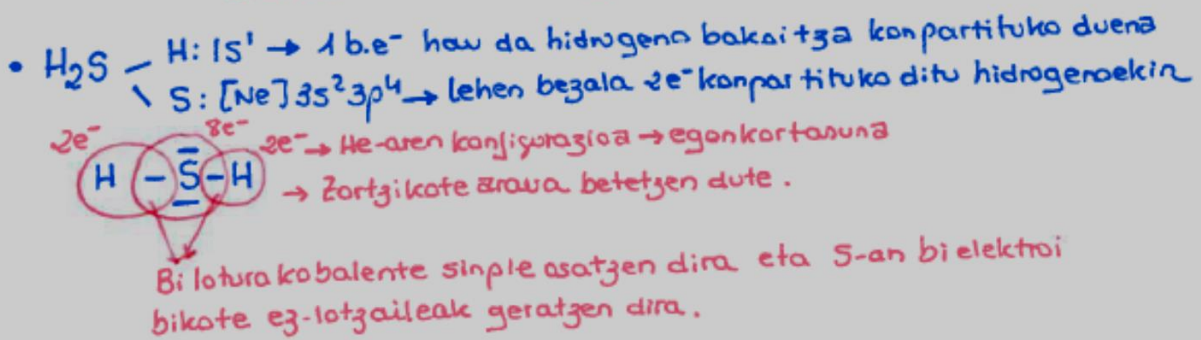 • H₂S – H: 1s¹ → 1 b.e⁻ hau da hidrogeno bakoitza konpartituko duena
\ S: [Ne] 3s² 3p⁴ → lehen bezala 2e⁻ konpartituko ditu hidrogenoekin
2e⁻ 8e⁻ 2e⁻ → He-aren konfigurazioa → egonkortasuna
H – S – H → Zortzikote araua betetzen dute.
Bi lotura kobalente sinple osatzen dira eta S-an bi elektroi
bikote ez-lotzaileak geratzen dira.